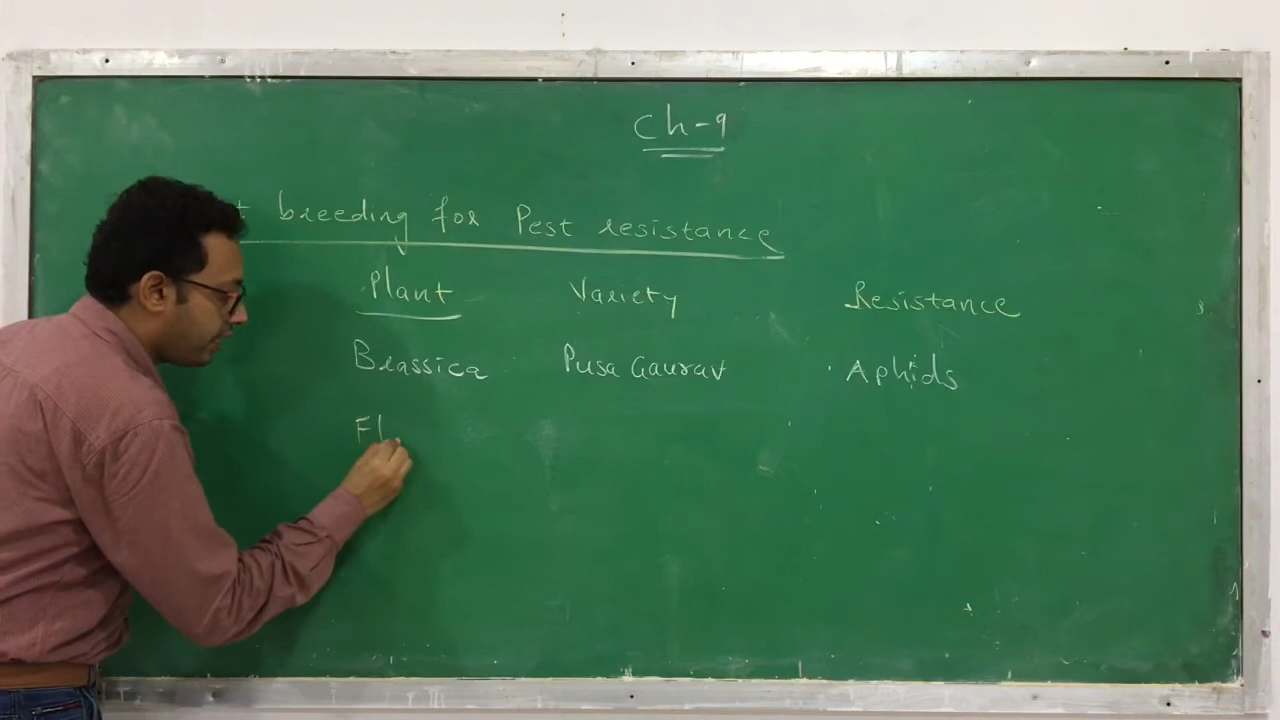 Ch-9
t breeding for Pest resistance
Plant Variety Resistance
Brassica Pusa Gaurav Aphids
Fl